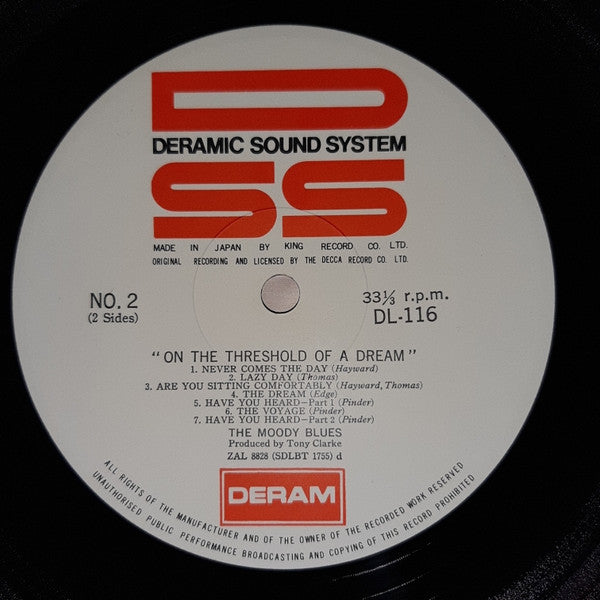 D
DERAMIC SOUND SYSTEM
SS
MADE IN JAPAN BY KING RECORD CO. LTD.
ORIGINAL RECORDING AND LICENSED BY THE DECCA RECORD CO. LTD.
NO. 2
(2 Sides)
33⅓ r.p.m.
DL-116
"ON THE THRESHOLD OF A DREAM"
1. NEVER COMES THE DAY (Hayward)
2. LAZY DAY (Thomas)
3. ARE YOU SITTING COMFORTABLY (Hayward, Thomas)
4. THE DREAM (Edge)
5. HAVE YOU HEARD—Part 1 (Pinder)
6. THE VOYAGE (Pinder)
7. HAVE YOU HEARD—Part 2 (Pinder)
THE MOODY BLUES
Produced by Tony Clarke
ZAL 8828 (SDLBT 1755) d
DERAM
ALL RIGHTS OF THE MANUFACTURER AND OF THE OWNER OF THE RECORDED WORK RESERVED
UNAUTHORISED PUBLIC PERFORMANCE BROADCASTING AND COPYING OF THIS RECORD PROHIBITED